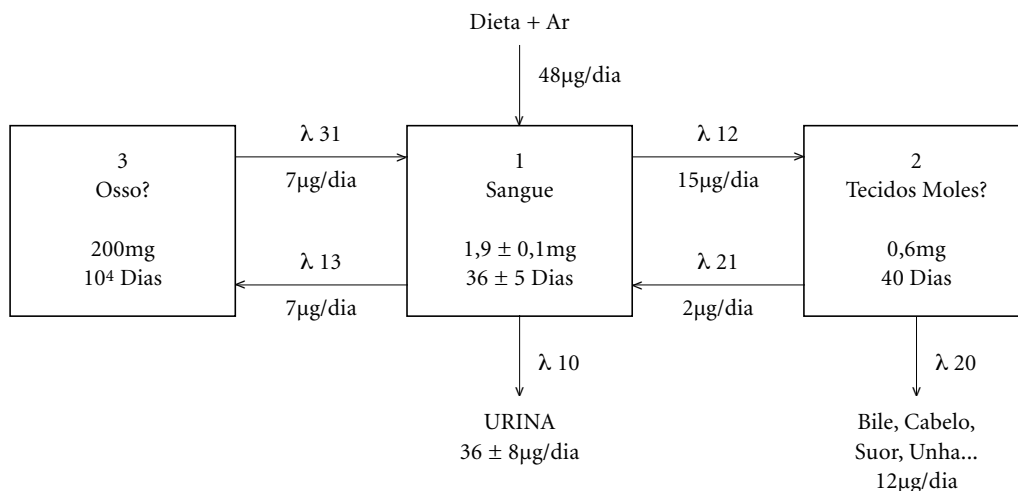 Dieta + Ar
48µg/dia
3
Osso?
200mg
10⁴ Dias
λ 31
7µg/dia
λ 13
7µg/dia
1
Sangue
1,9 ± 0,1mg
36 ± 5 Dias
λ 12
15µg/dia
λ 21
2µg/dia
2
Tecidos Moles?
0,6mg
40 Dias
λ 10
URINA
36 ± 8µg/dia
λ 20
Bile, Cabelo,
Suor, Unha...
12µg/dia